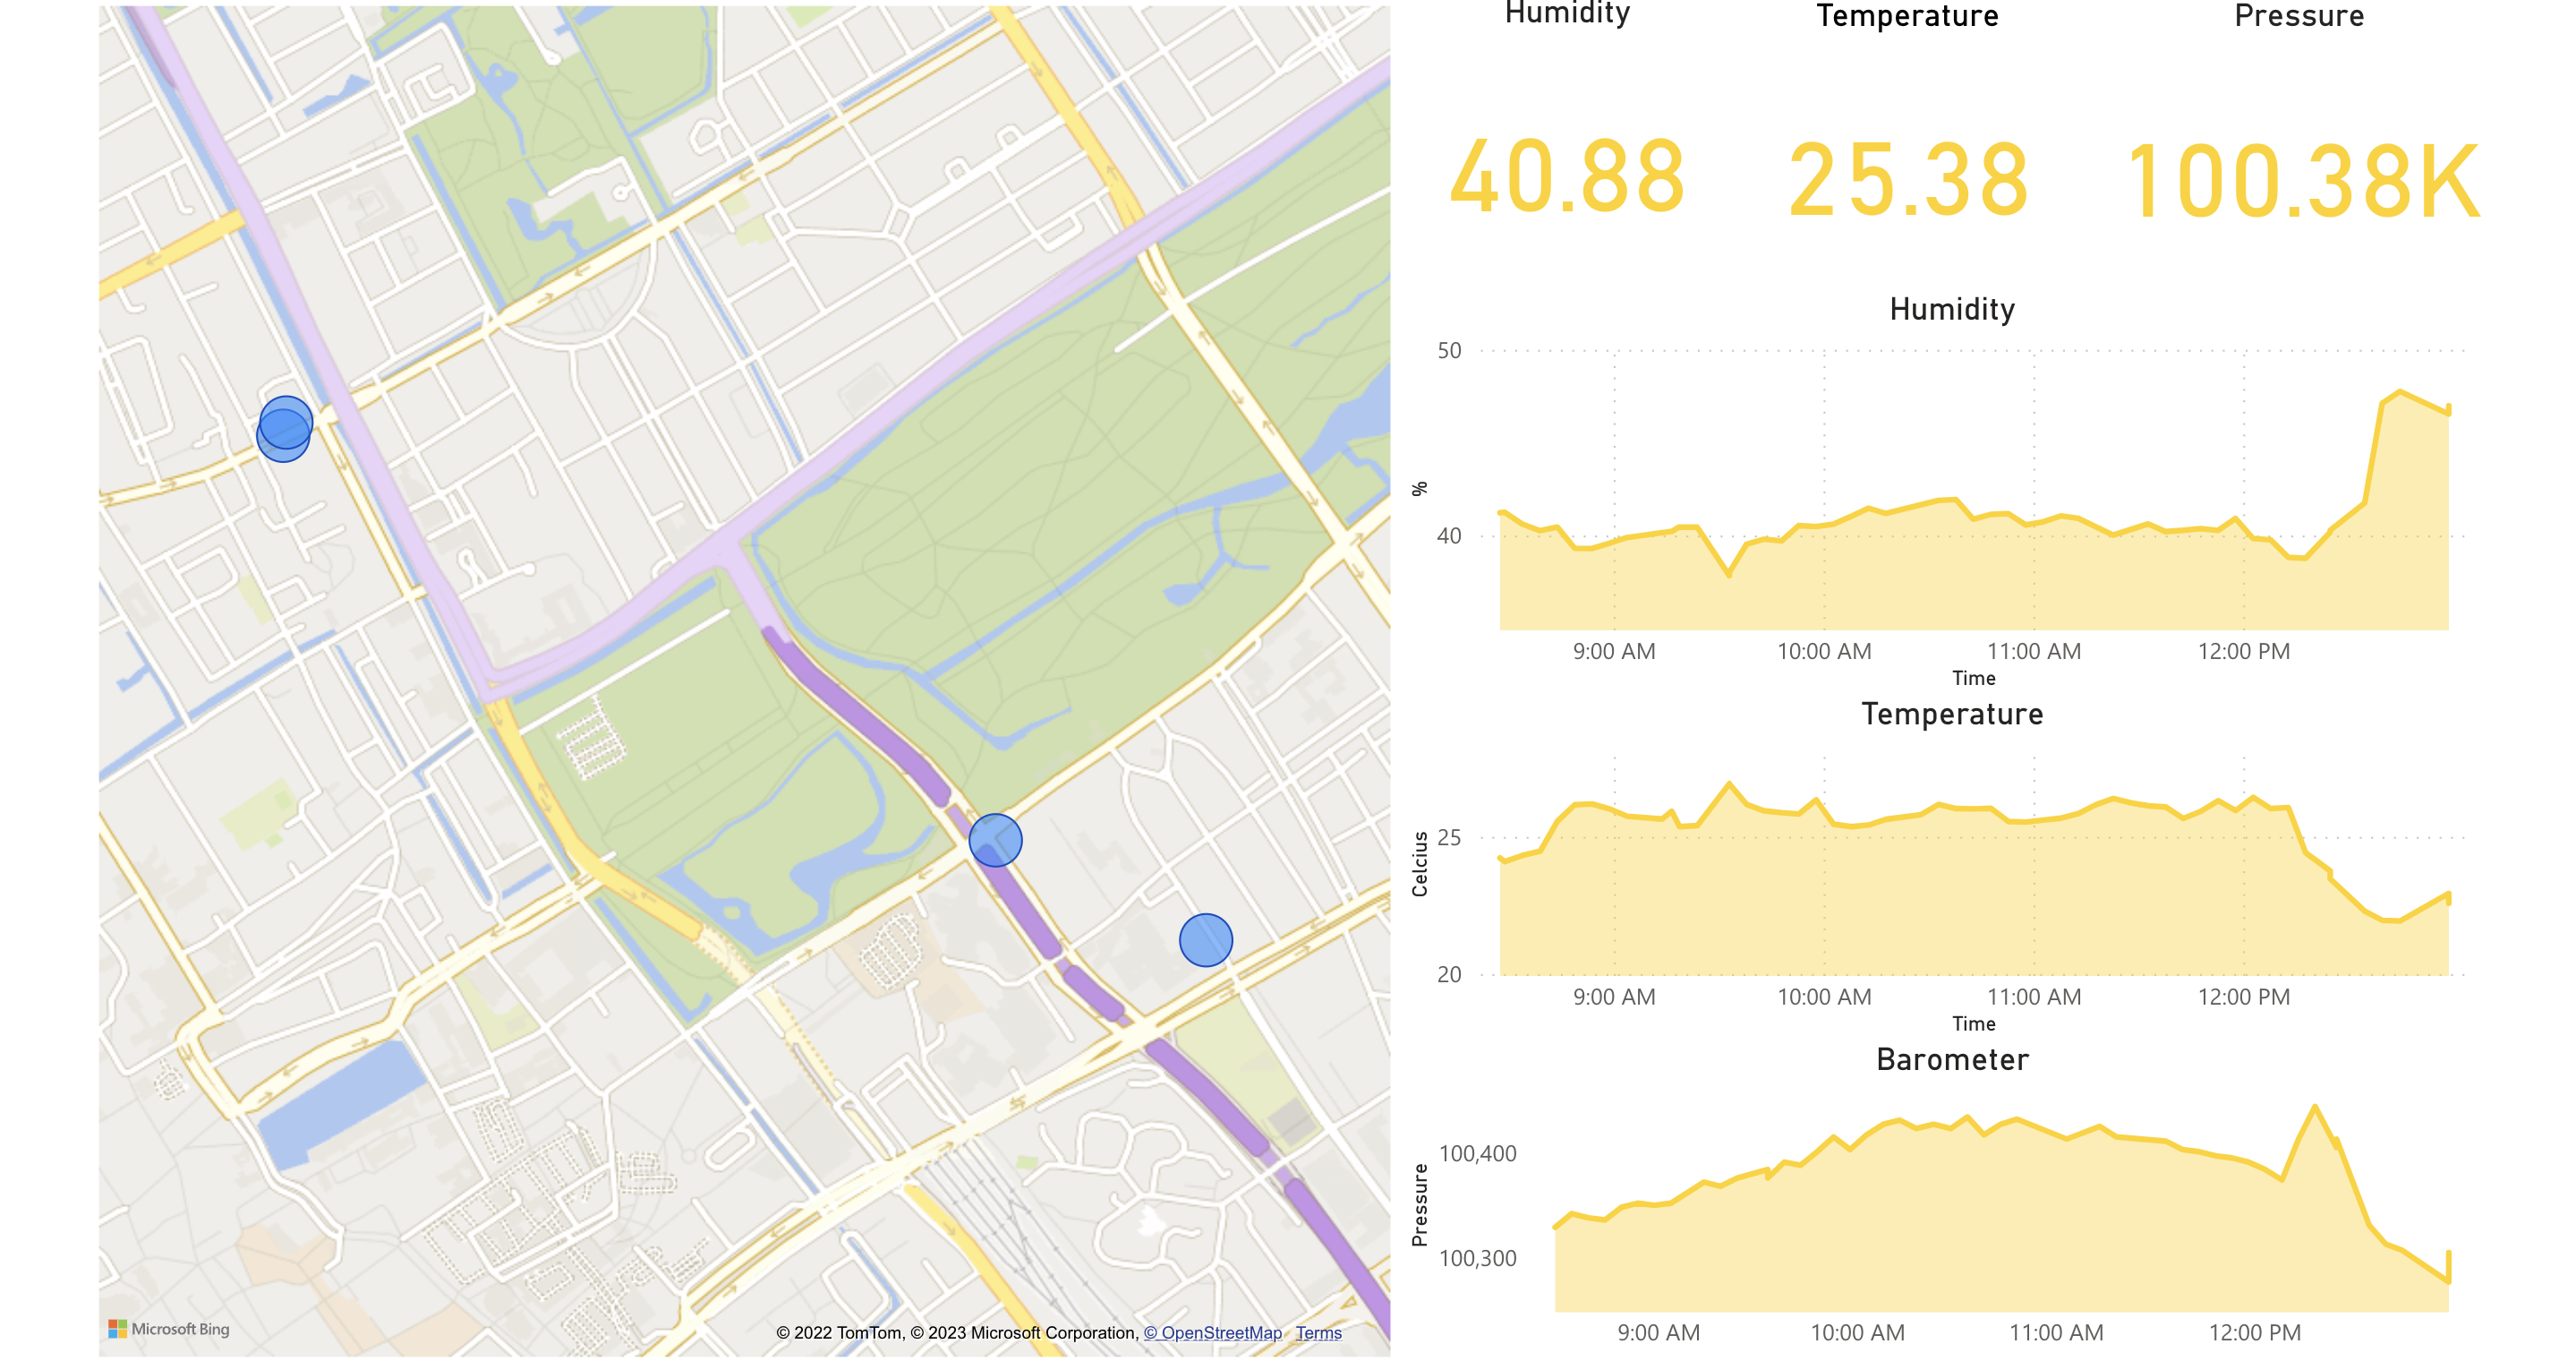 Humidity
Temperature
Pressure
40.88
25.38
100.38K
Humidity
50
40
%
9:00 AM
10:00 AM
11:00 AM
12:00 PM
Time
Temperature
25
20
Celcius
9:00 AM
10:00 AM
11:00 AM
12:00 PM
Time
Barometer
100,400
100,300
Pressure
9:00 AM
10:00 AM
11:00 AM
12:00 PM
Microsoft Bing
© 2022 TomTom, © 2023 Microsoft Corporation, © OpenStreetMap Terms